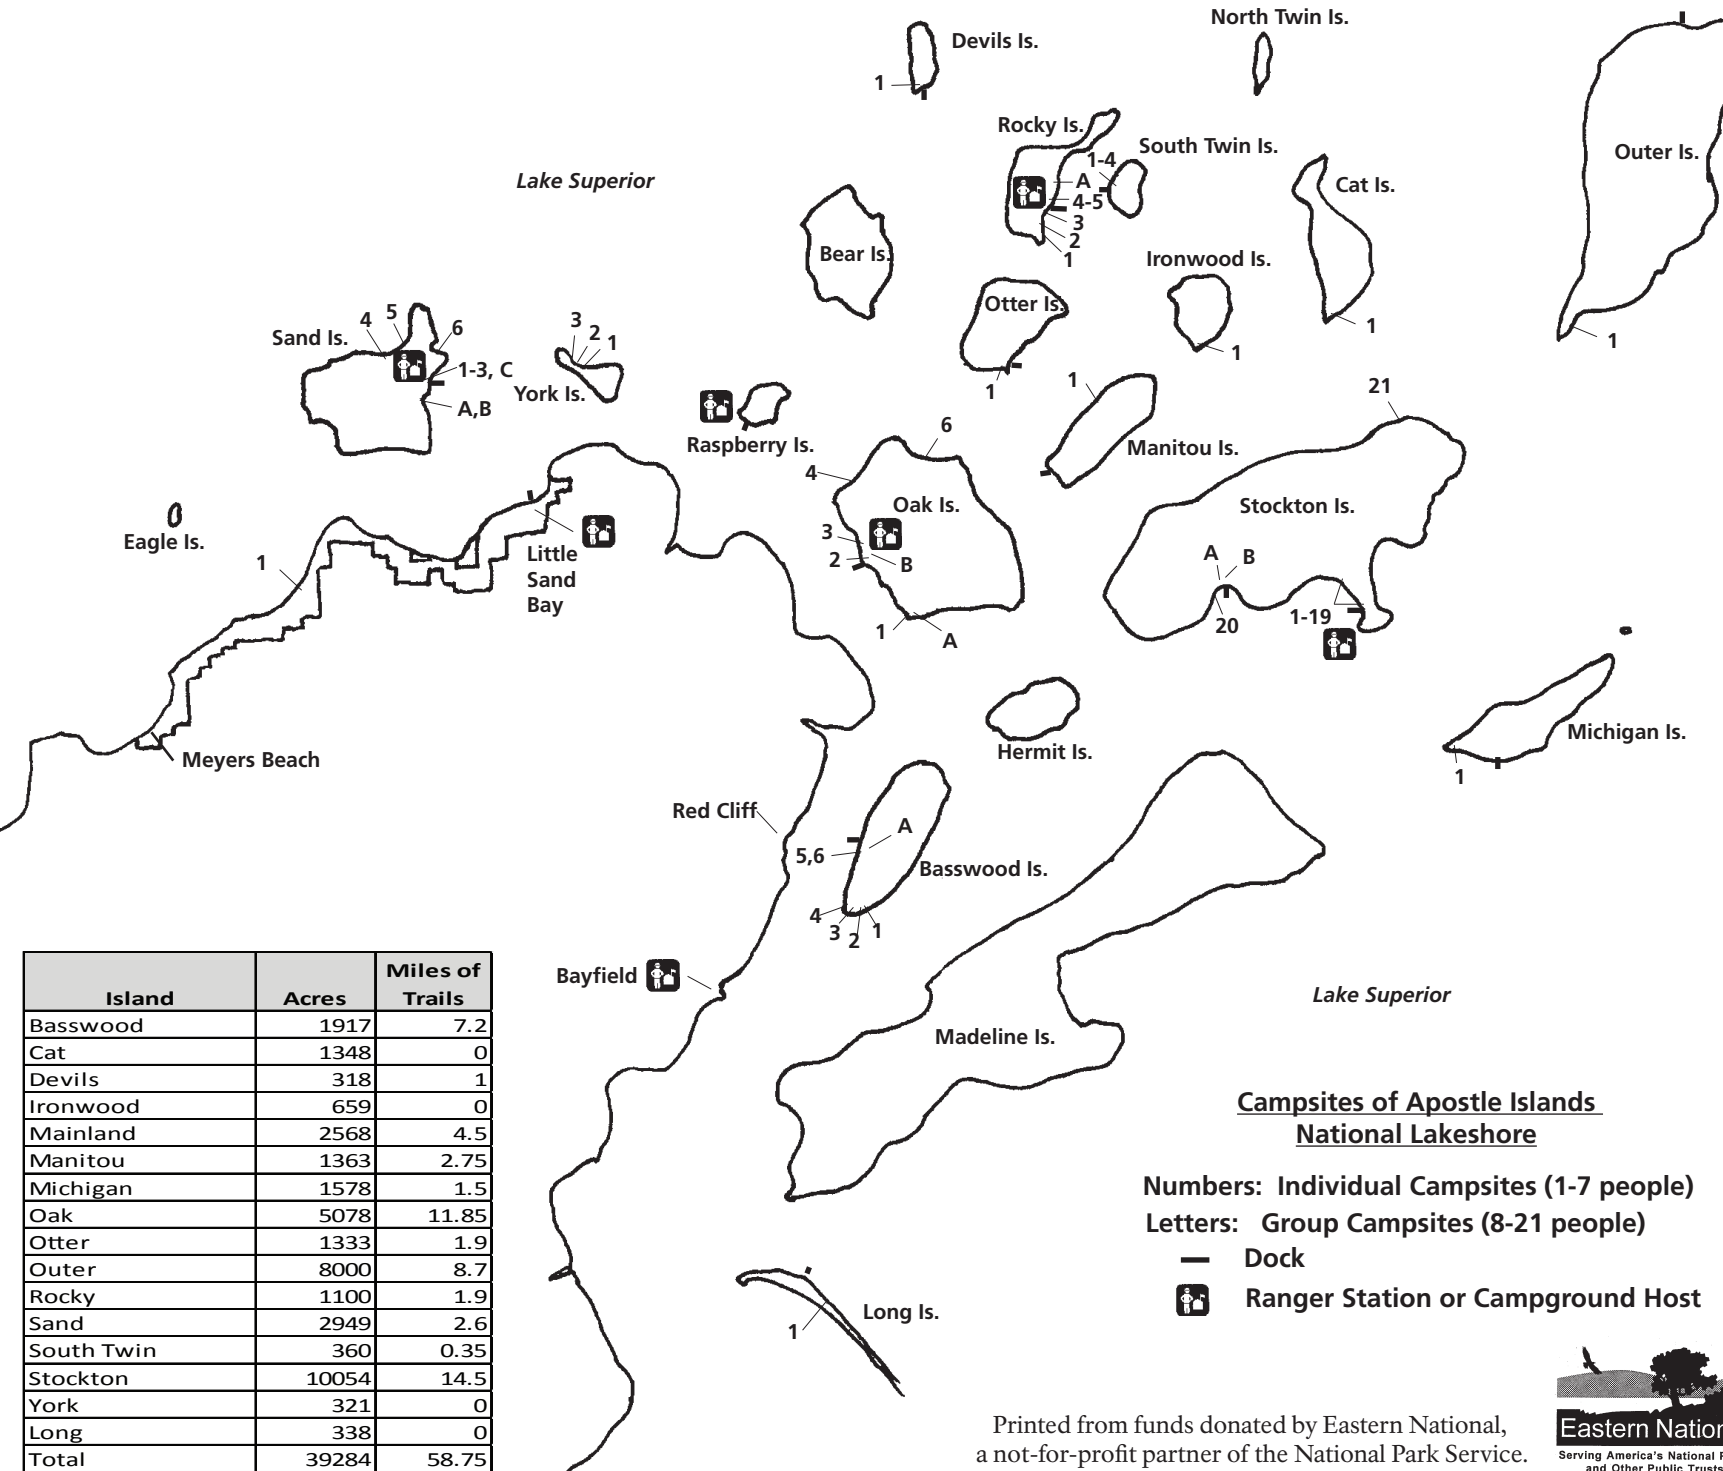 North Twin Is.
Devils Is.
1
Rocky Is.
South Twin Is.
1-4
A
4-5
3
2
1
Outer Is.
1
Lake Superior
Cat Is.
1
Bear Is.
Ironwood Is.
1
Otter Is.
1
Sand Is.
4
5
6
1-3, C
A,B
3
2
1
York Is.
Raspberry Is.
1
Manitou Is.
21
Stockton Is.
A
B
20
1-19
6
4
Oak Is.
3
2
B
1
A
Eagle Is.
1
Little
Sand
Bay
Meyers Beach
Hermit Is.
Michigan Is.
1
Red Cliff
A
5,6
Basswood Is.
4
3
2
1
Bayfield
Lake Superior
Madeline Is.
Long Is.
1
Island Acres Miles of
Trails
Basswood 1917 7.2
Cat 1348 0
Devils 318 1
Ironwood 659 0
Mainland 2568 4.5
Manitou 1363 2.75
Michigan 1578 1.5
Oak 5078 11.85
Otter 1333 1.9
Outer 8000 8.7
Rocky 1100 1.9
Sand 2949 2.6
South Twin 360 0.35
Stockton 10054 14.5
York 321 0
Long 338 0
Total 39284 58.75
Campsites of Apostle Islands
National Lakeshore
Numbers: Individual Campsites (1-7 people)
Letters: Group Campsites (8-21 people)
Dock
Ranger Station or Campground Host
Printed from funds donated by Eastern National,
a not-for-profit partner of the National Park Service.
Eastern Nation
Serving America's National P
and Other Public Trusts